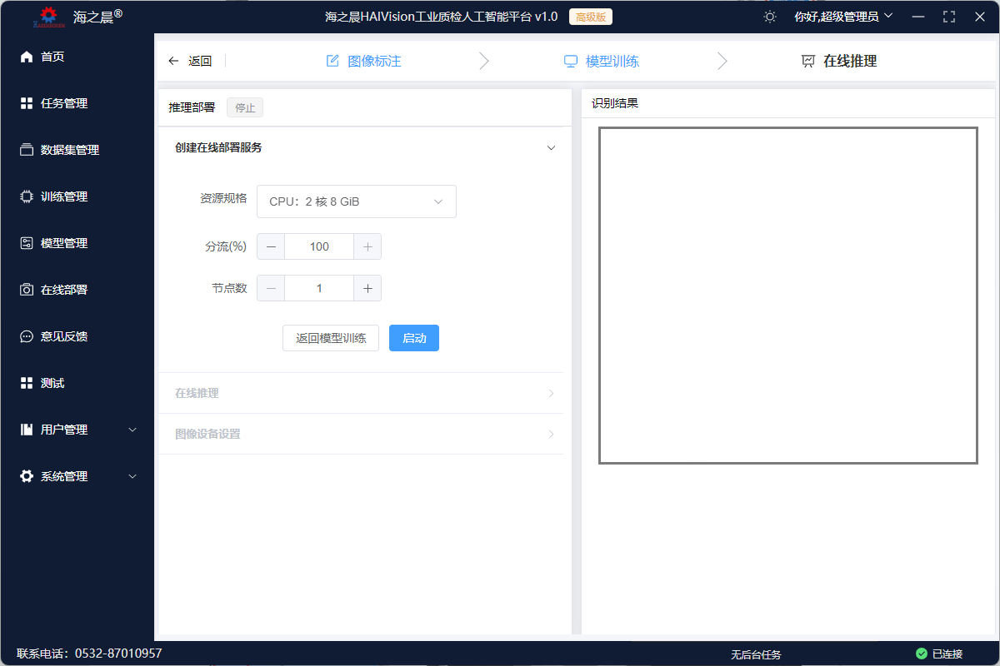 海之晨®
海之晨HAIVision工业质检人工智能平台 v1.0 高级版
你好,超级管理员
首页
任务管理
数据集管理
训练管理
模型管理
在线部署
意见反馈
测试
用户管理
系统管理
返回
图像标注
模型训练
在线推理
推理部署 停止
创建在线部署服务
资源规格 CPU：2 核 8 GiB
分流(%) — 100 +
节点数 — 1 +
返回模型训练 启动
在线推理
图像设备设置
识别结果
联系电话：0532-87010957
无后台任务
已连接